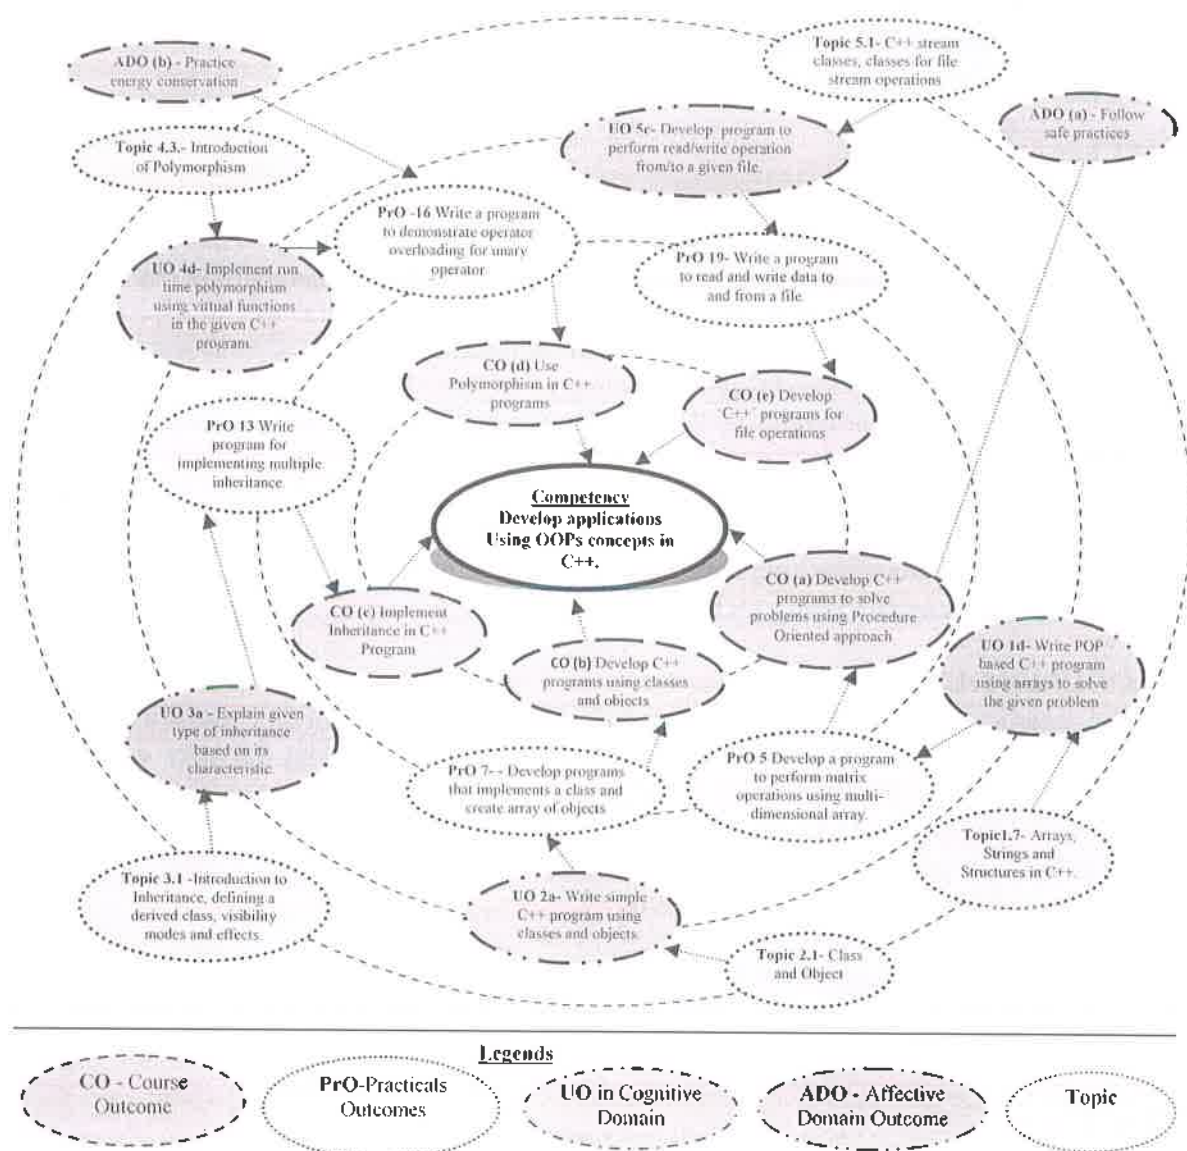 Topic 5.1- C++ stream
classes, classes for file
stream operations
ADO (b) - Practice
energy conservation
ADO (a) - Follow
safe practices
UO 5c- Develop program to
perform read/write operation
from/to a given file.
Topic 4.3.- Introduction
of Polymorphism
PrO -16 Write a program
to demonstrate operator
overloading for unary
operator
PrO 19- Write a program
to read and write data to
and from a file
UO 4d- Implement run
time polymorphism
using virtual functions
in the given C++
program.
CO (d) Use
Polymorphism in C++
programs
CO (e) Develop
'C++' programs for
file operations
PrO 13 Write
program for
implementing multiple
inheritance.
Competency
Develop applications
Using OOPs concepts in
C++.
CO (a) Develop C++
programs to solve
problems using Procedure
Oriented approach
CO (c) Implement
Inheritance in C++
Program
CO (b) Develop C++
programs using classes
and objects
UO 1d- Write POP
based C++ program
using arrays to solve
the given problem
UO 3a - Explain given
type of inheritance
based on its
characteristic.
PrO 7- - Develop programs
that implements a class and
create array of objects
PrO 5 Develop a program
to perform matrix
operations using multi-
dimensional array.
Topic1.7- Arrays,
Strings and
Structures in C++.
Topic 3.1 -Introduction to
Inheritance, defining a
derived class, visibility
modes and effects.
UO 2a- Write simple
C++ program using
classes and objects.
Topic 2.1- Class
and Object
Legends
CO - Course
Outcome
PrO-Practicals
Outcomes
UO in Cognitive
Domain
ADO - Affective
Domain Outcome
Topic